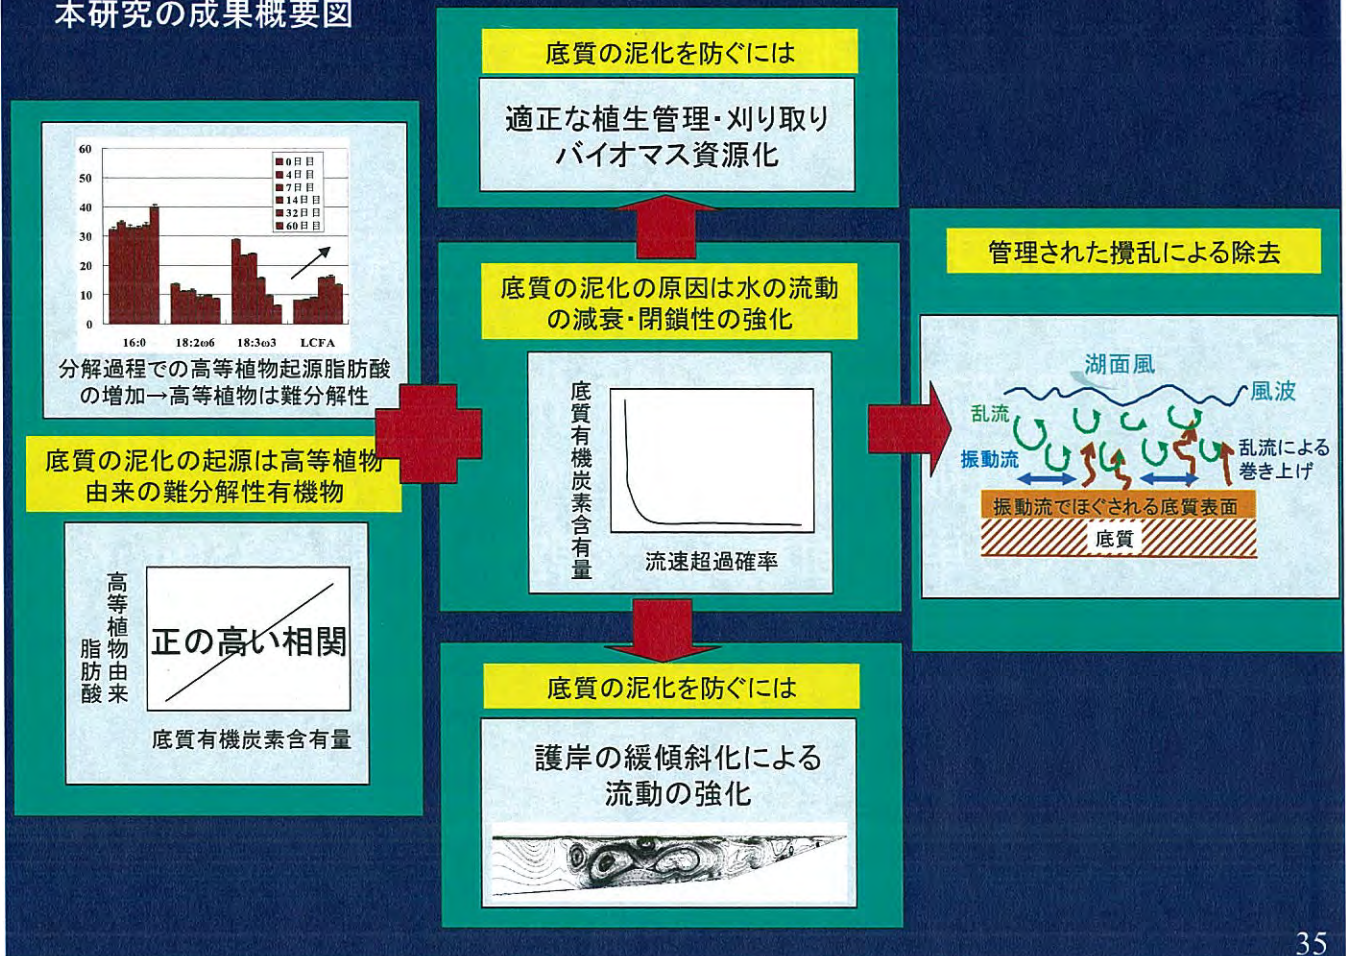 本研究の成果概要図
60
50
40
30
20
10
0
0日目
4日目
7日目
14日目
32日目
60日目
16:0
18:2ω6
18:3ω3
LCFA
分解過程での高等植物起源脂肪酸
の増加→高等植物は難分解性
底質の泥化の起源は高等植物
由来の難分解性有機物
高等植物由来
脂肪酸
正の高い相関
底質有機炭素含有量
底質の泥化を防ぐには
適正な植生管理・刈り取り
バイオマス資源化
底質の泥化の原因は水の流動
の減衰・閉鎖性の強化
底質有機炭素含有量
流速超過確率
底質の泥化を防ぐには
護岸の緩傾斜化による
流動の強化
管理された攪乱による除去
湖面風
風波
乱流
振動流
乱流による
巻き上げ
振動流でほぐされる底質表面
底質
35